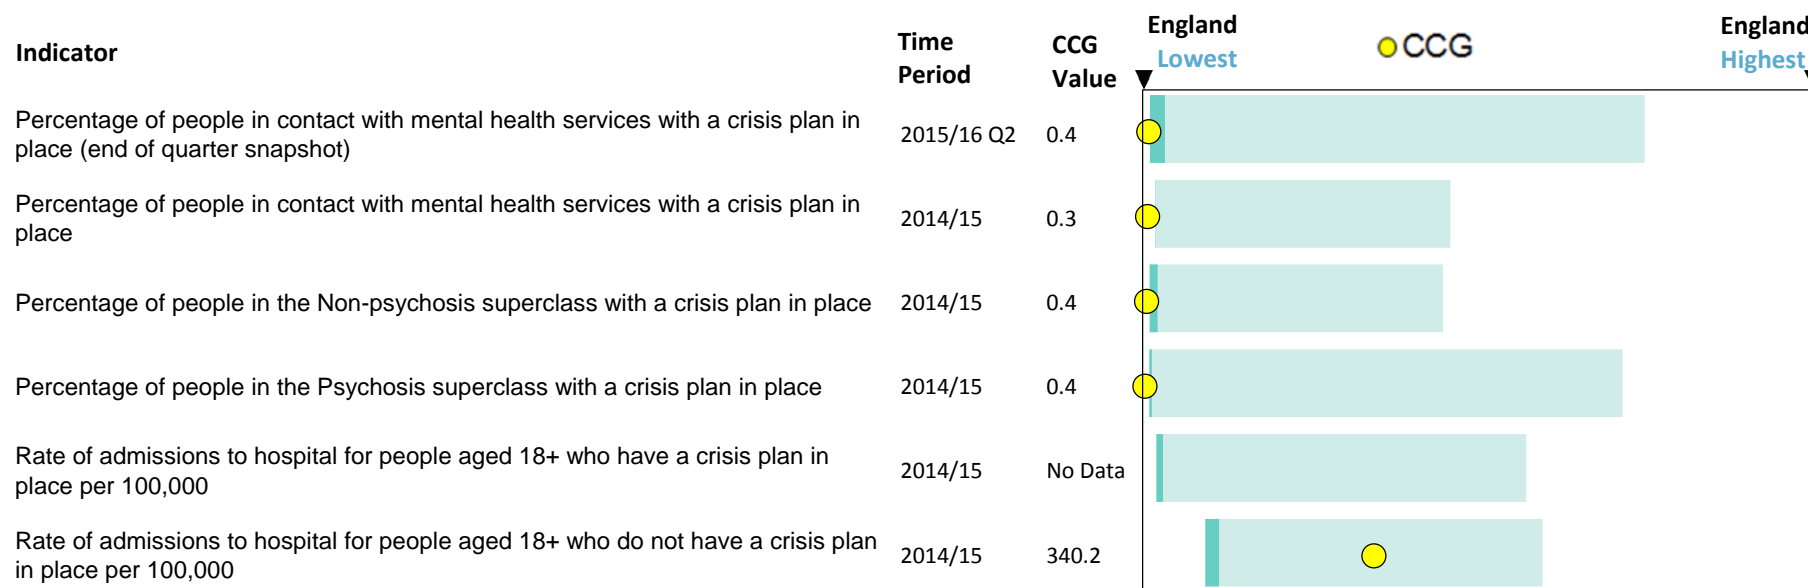 Indicator
Time
Period
CCG
Value
England
Lowest
CCG
England
Highest
Percentage of people in contact with mental health services with a crisis plan in
place (end of quarter snapshot)
2015/16 Q2
0.4
Percentage of people in contact with mental health services with a crisis plan in
place
2014/15
0.3
Percentage of people in the Non-psychosis superclass with a crisis plan in place
2014/15
0.4
Percentage of people in the Psychosis superclass with a crisis plan in place
2014/15
0.4
Rate of admissions to hospital for people aged 18+ who have a crisis plan in
place per 100,000
2014/15
No Data
Rate of admissions to hospital for people aged 18+ who do not have a crisis plan
in place per 100,000
2014/15
340.2